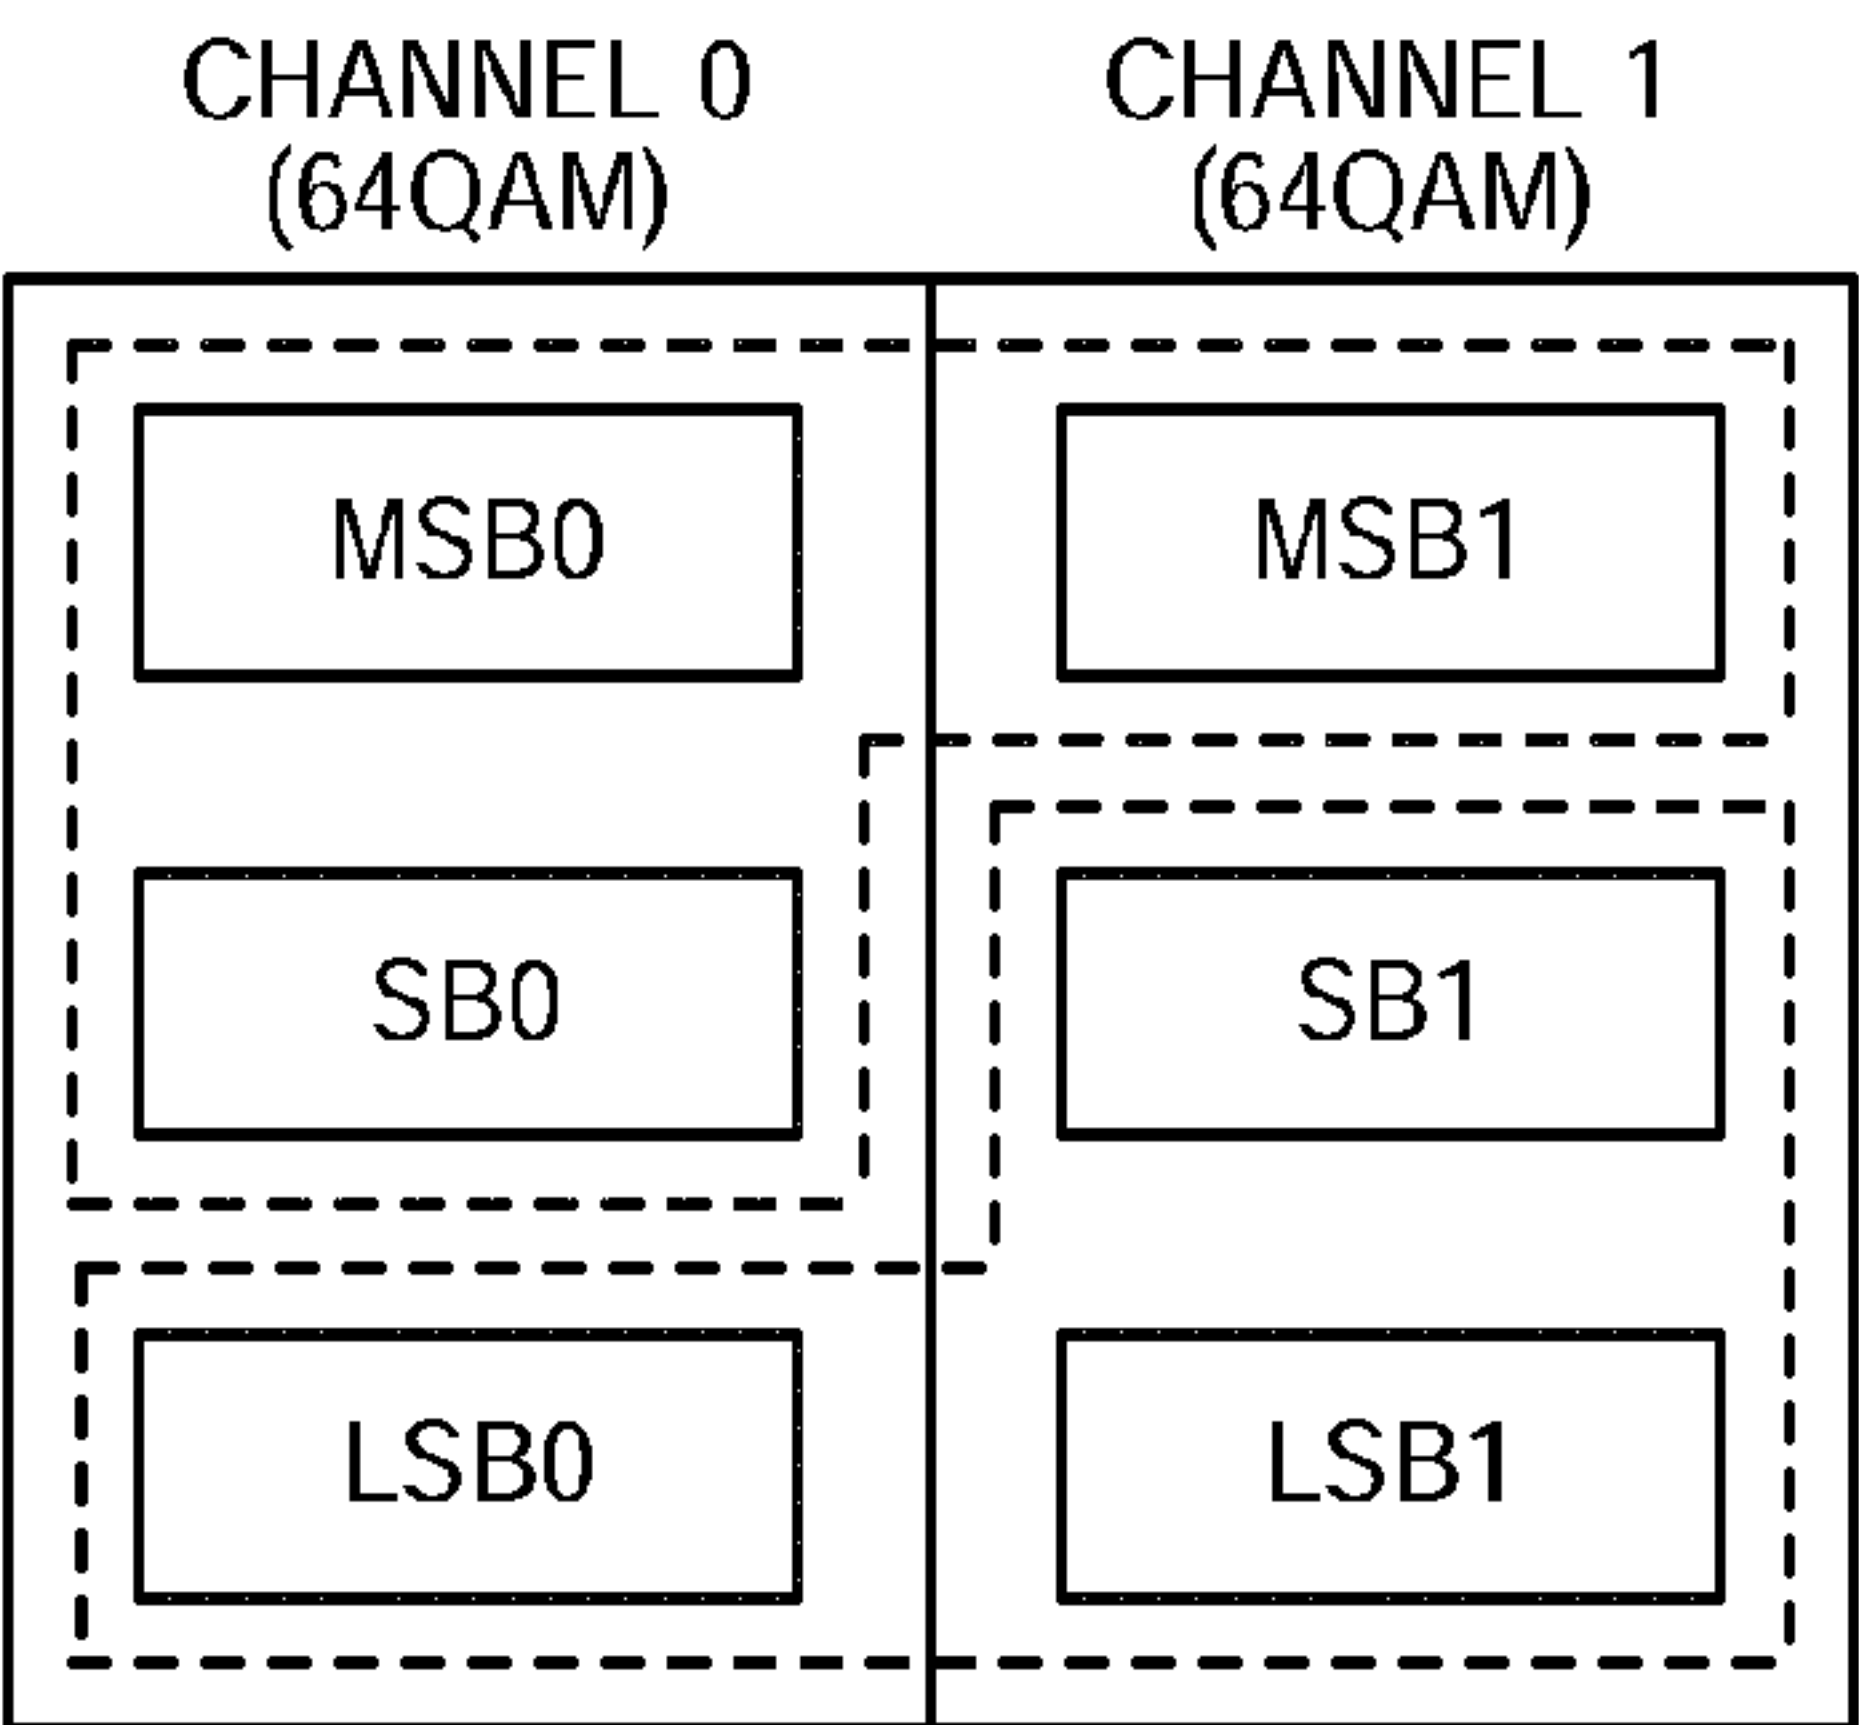 CHANNEL 0
(64QAM)
CHANNEL 1
(64QAM)
MSB0
MSB1
SB0
SB1
LSB0
LSB1